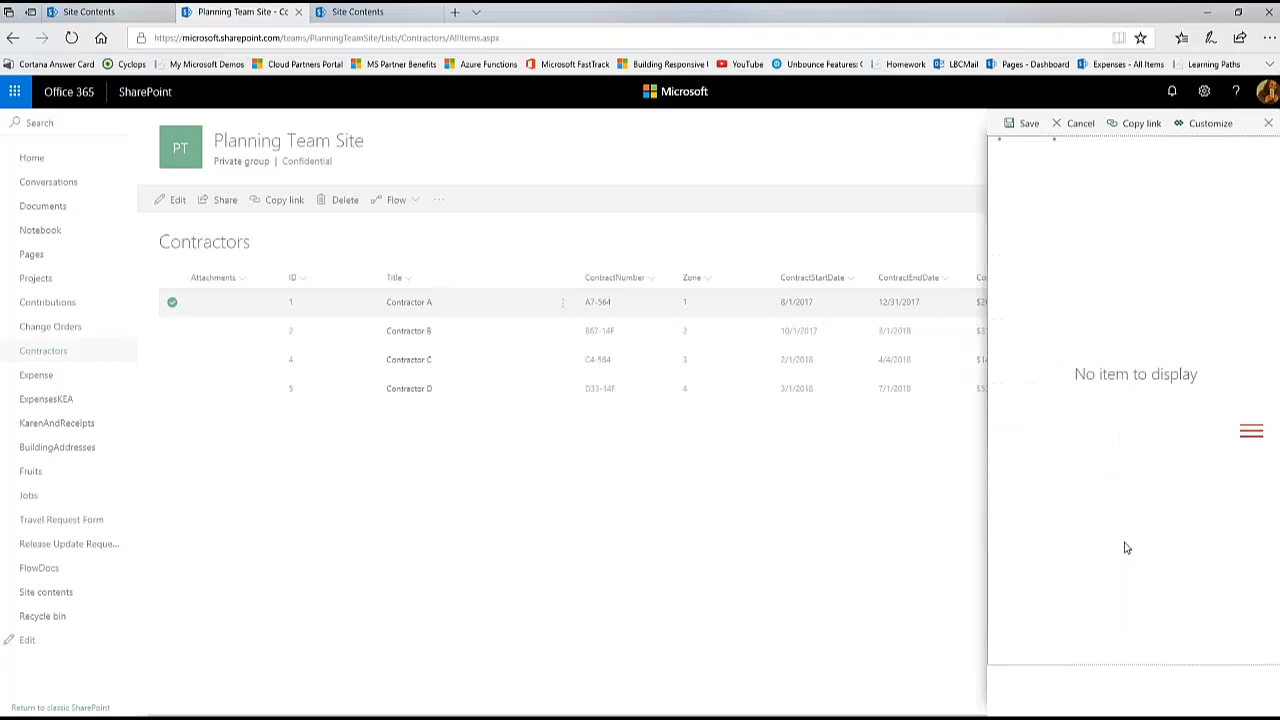 Site Contents
Planning Team Site - Co
Site Contents
https://microsoft.sharepoint.com/teams/PlanningTeamSite/Lists/Contractors/AllItems.aspx
Cortana Answer Card
Cyclops
My Microsoft Demos
Cloud Partners Portal
MS Partner Benefits
Azure Functions
Microsoft FastTrack
Building Responsive I
YouTube
Unbounce Features: (
Homework
LBCMail
Pages - Dashboard
Expenses - All Items
Learning Paths
Office 365
SharePoint
Microsoft
?
Search
PT
Planning Team Site
Private group | Confidential
Save
Cancel
Copy link
Customize
Home
Conversations
Documents
Notebook
Pages
Projects
Contributions
Change Orders
Contractors
Expense
ExpensesKEA
KarenAndReceipts
BuildingAddresses
Fruits
Jobs
Travel Request Form
Release Update Reque...
FlowDocs
Site contents
Recycle bin
Edit
Return to classic SharePoint
Edit
Share
Copy link
Delete
Flow
...
Contractors
Attachments ID Title ContractNumber Zone ContractStartDate ContractEndDate Co
1 Contractor A A7-564 1 8/1/2017 12/31/2017
2 Contractor B B67-14F 2 10/1/2017 3/1/2018
4 Contractor C C4-564 3 2/1/2018 4/4/2018
5 Contractor D D33-14F 4 3/1/2018 7/1/2018
No item to display